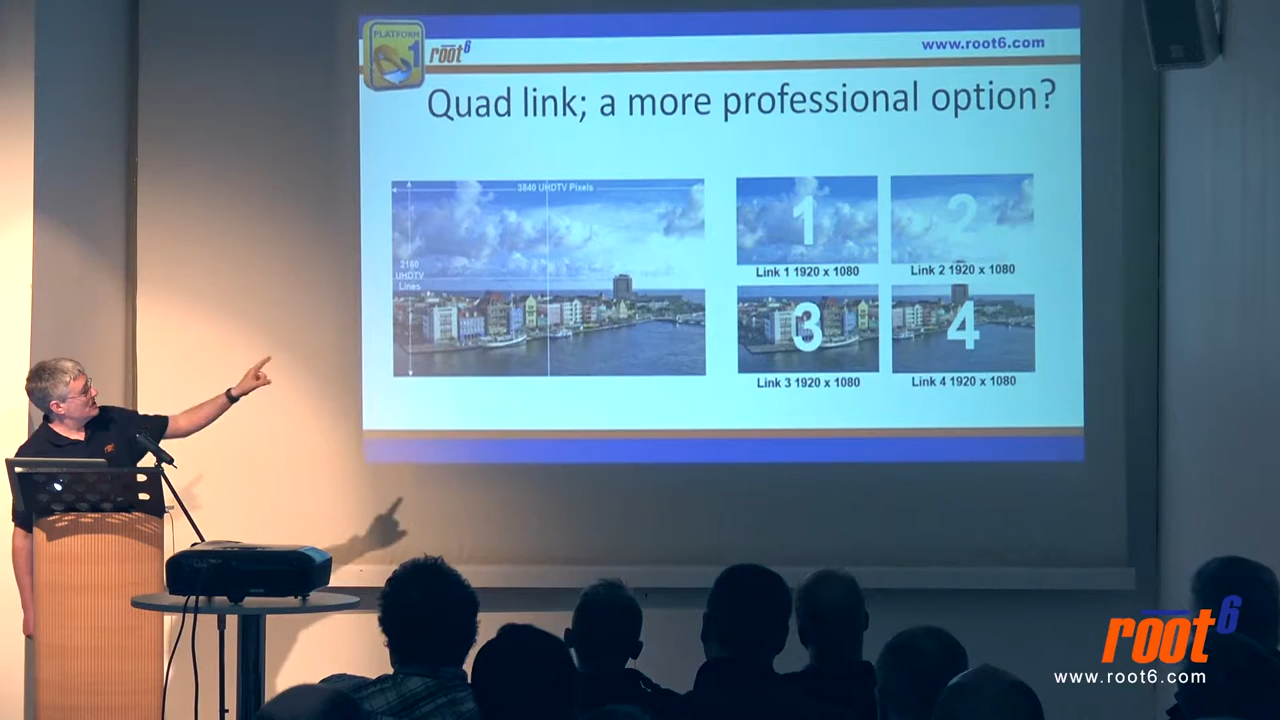 PLATFORM
1
root6
www.root6.com
Quad link; a more professional option?
3840 UHDTV Pixels
2160
UHDTV
Lines
1
Link 1 1920 x 1080
2
Link 2 1920 x 1080
3
Link 3 1920 x 1080
4
Link 4 1920 x 1080
root6
www.root6.com